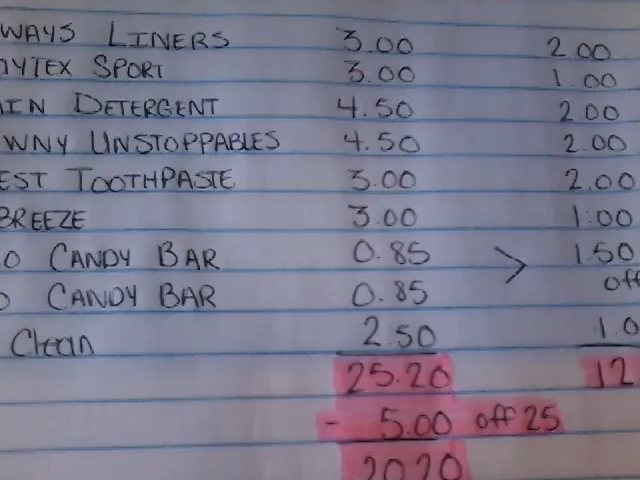 WAYS LINERS 3.00 2.00
AYTEX SPORT 3.00 1.00
AIN DETERGENT 4.50 2.00
WNY UNSTOPPABLES 4.50 2.00
EST TOOTHPASTE 3.00 2.00
BREEZE 3.00 1.00
O CANDY BAR 0.85 > 1.50
O CANDY BAR 0.85 off
Clean 2.50 1.0
25.20 12
- 5.00 off 25
20.20